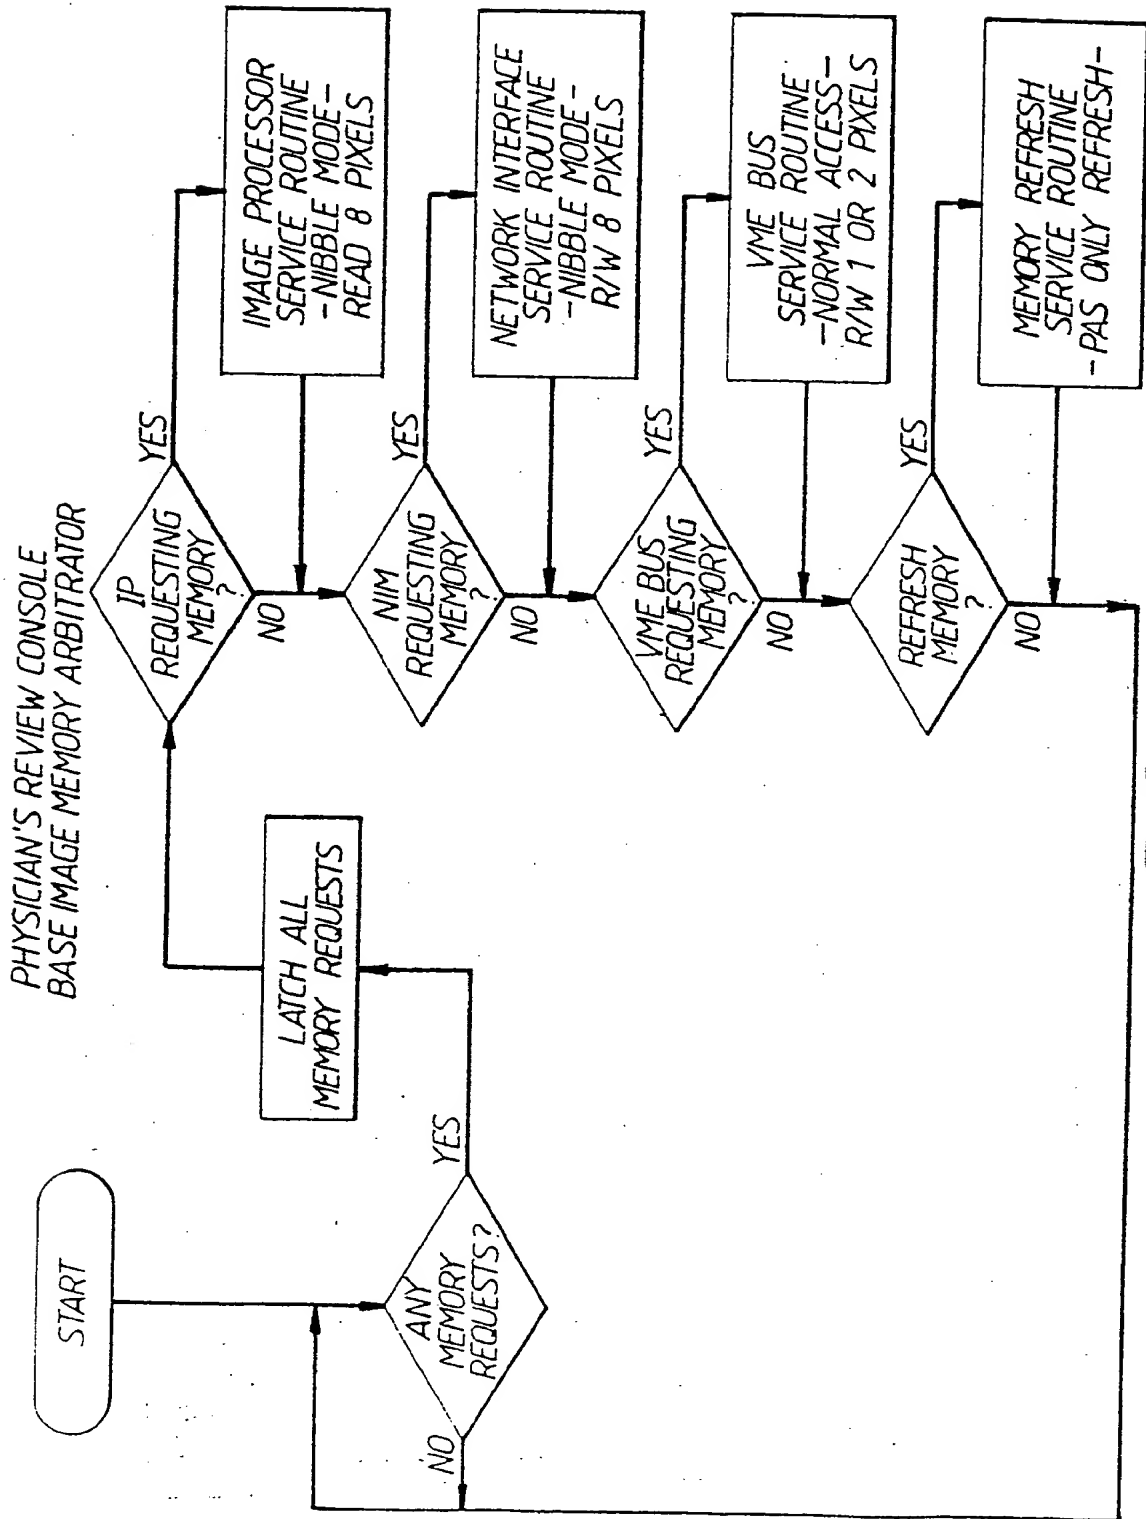 PHYSICIAN'S REVIEW CONSOLE
BASE IMAGE MEMORY ARBITRATOR
START
ANY
MEMORY
REQUESTS?
NO
YES
LATCH ALL
MEMORY REQUESTS
IP
REQUESTING
MEMORY
?
YES
NO
IMAGE PROCESSOR
SERVICE ROUTINE
-NIBBLE MODE-
READ 8 PIXELS
NIM
REQUESTING
MEMORY
?
YES
NO
NETWORK INTERFACE
SERVICE ROUTINE
-NIBBLE MODE-
R/W 8 PIXELS
VME BUS
REQUESTING
MEMORY
?
YES
NO
VME BUS
SERVICE ROUTINE
-NORMAL ACCESS-
R/W 1 OR 2 PIXELS
REFRESH
MEMORY
?
YES
NO
MEMORY REFRESH
SERVICE ROUTINE
-PAS ONLY REFRESH-